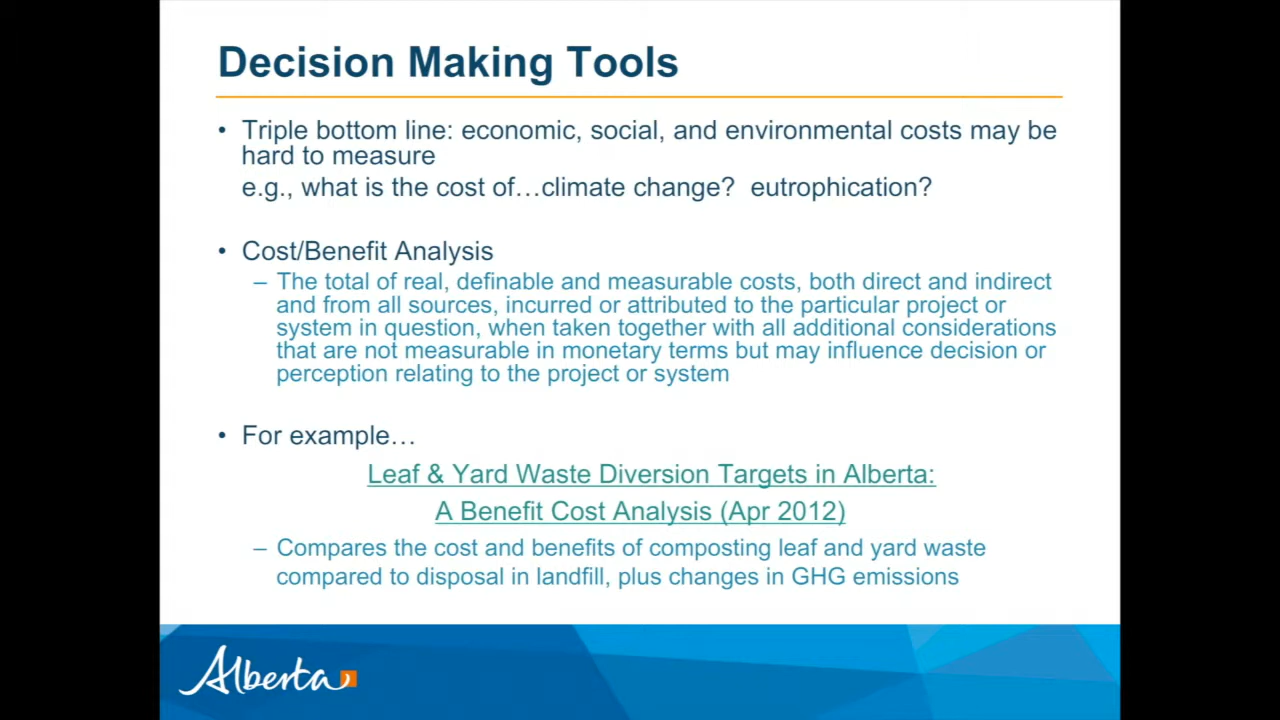 Decision Making Tools
• Triple bottom line: economic, social, and environmental costs may be
hard to measure
e.g., what is the cost of…climate change? eutrophication?
• Cost/Benefit Analysis
– The total of real, definable and measurable costs, both direct and indirect
and from all sources, incurred or attributed to the particular project or
system in question, when taken together with all additional considerations
that are not measurable in monetary terms but may influence decision or
perception relating to the project or system
• For example…
Leaf & Yard Waste Diversion Targets in Alberta:
A Benefit Cost Analysis (Apr 2012)
– Compares the cost and benefits of composting leaf and yard waste
compared to disposal in landfill, plus changes in GHG emissions
Alberta